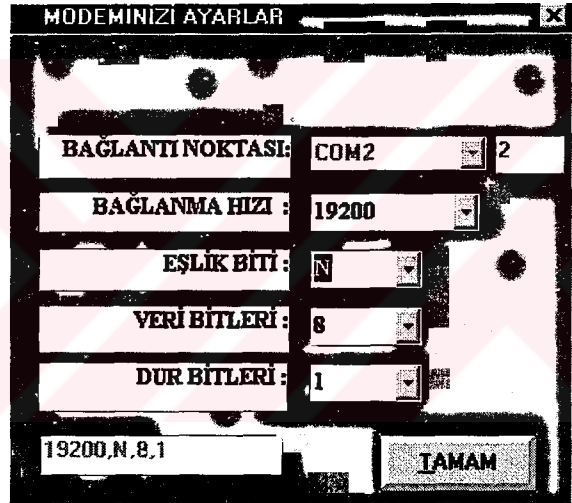 MODEMINIZI AYARLAR
BAĞLANTI NOKTASI: COM2 2
BAĞLANMA HIZI : 19200
EŞLİK BİTİ : N
VERİ BİTLERİ : 8
DUR BİTLERİ : 1
19200,N,8,1 TAMAM